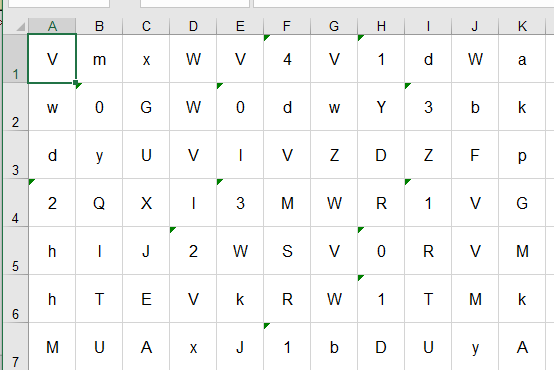 A B C D E F G H I J K
1 V m x W V 4 V 1 d W a
2 w 0 G W 0 d w Y 3 b k
3 d y U V I V Z D Z F p
4 2 Q X I 3 M W R 1 V G
5 h I J 2 W S V 0 R V M
6 h T E V k R W 1 T M k
7 M U A x J 1 b D U y A